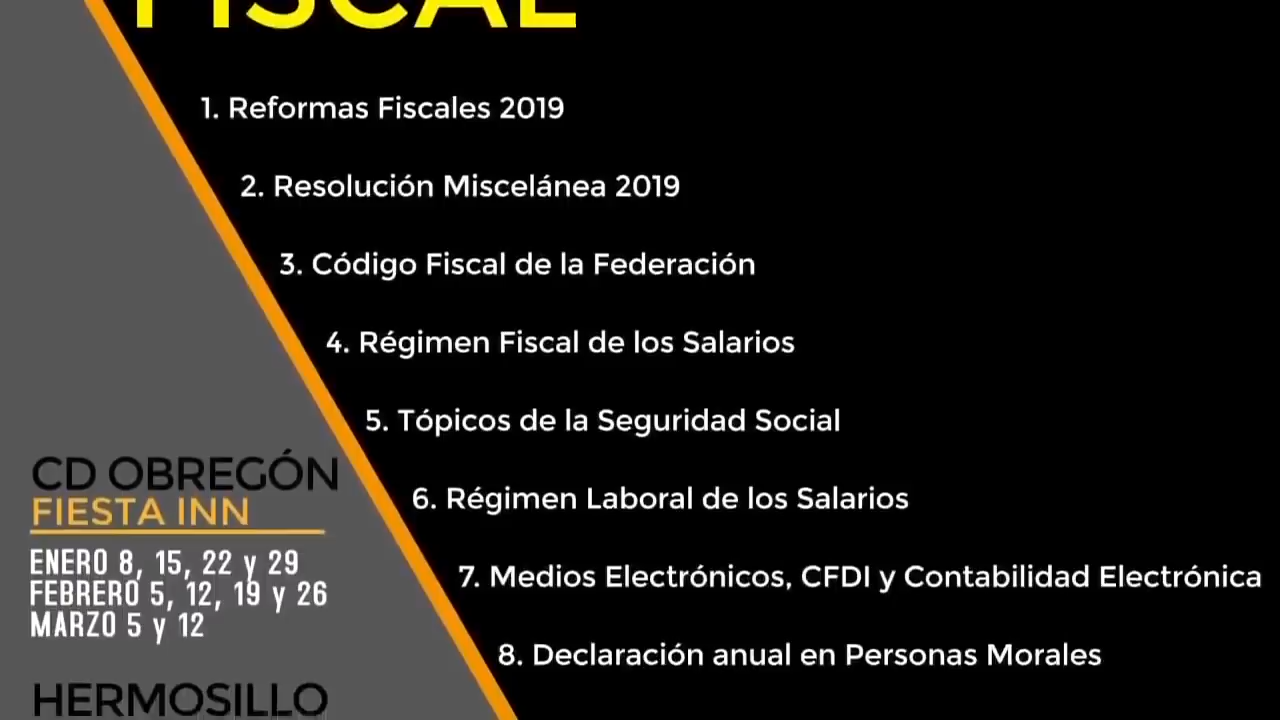 FISCAL
1. Reformas Fiscales 2019
2. Resolución Miscelánea 2019
3. Código Fiscal de la Federación
4. Régimen Fiscal de los Salarios
5. Tópicos de la Seguridad Social
6. Régimen Laboral de los Salarios
7. Medios Electrónicos, CFDI y Contabilidad Electrónica
8. Declaración anual en Personas Morales
CD OBREGÓN
FIESTA INN
ENERO 8, 15, 22 y 29
FEBRERO 5, 12, 19 y 26
MARZO 5 y 12
HERMOSILLO